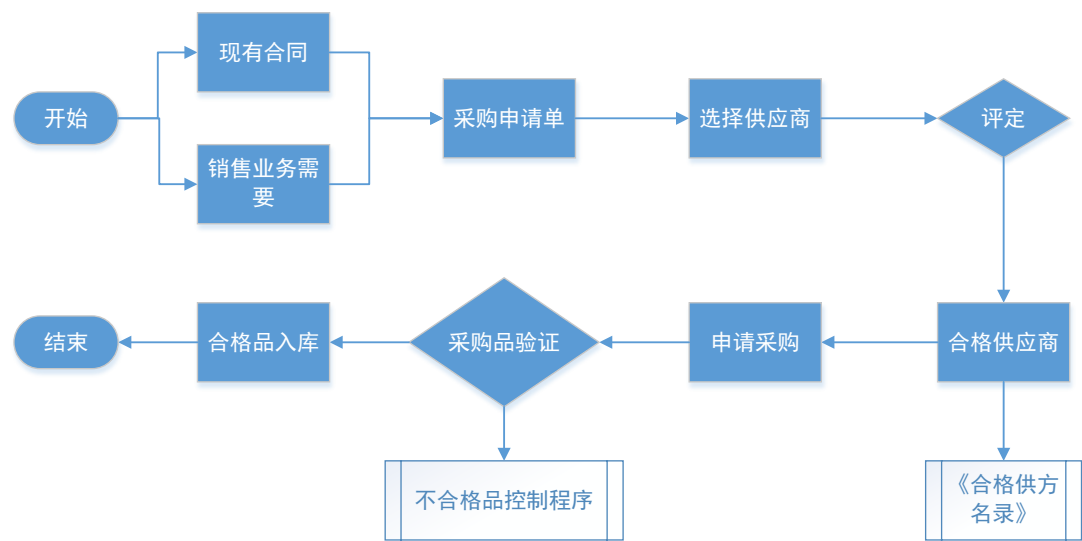 现有合同
开始
采购申请单
选择供应商
评定
销售业务需
要
结束
合格品入库
采购品验证
申请采购
合格供应商
不合格品控制程序
《合格供方
名录》